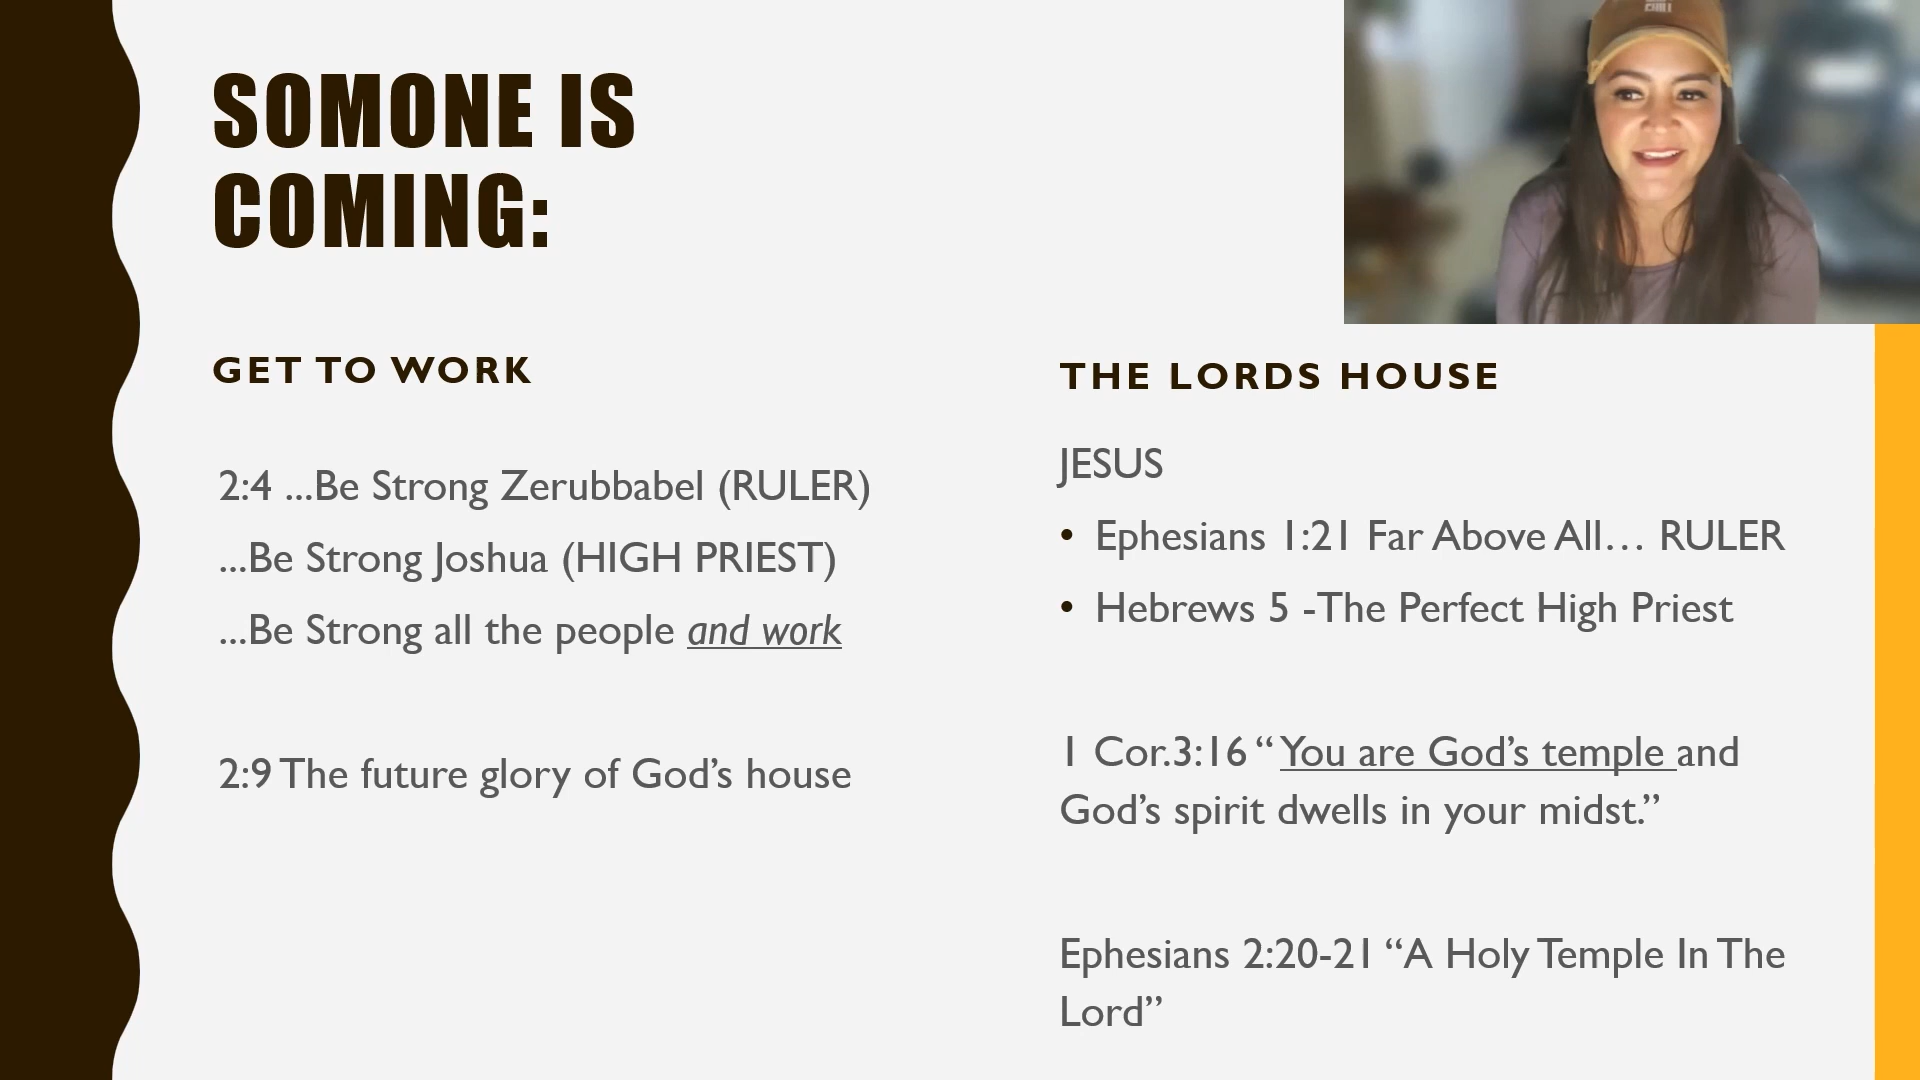 SOMONE IS
COMING:
GET TO WORK
2:4 ...Be Strong Zerubbabel (RULER)
...Be Strong Joshua (HIGH PRIEST)
...Be Strong all the people and work
2:9 The future glory of God’s house
THE LORDS HOUSE
JESUS
• Ephesians 1:21 Far Above All… RULER
• Hebrews 5 -The Perfect High Priest
1 Cor.3:16 “ You are God’s temple and
God’s spirit dwells in your midst.”
Ephesians 2:20-21 “A Holy Temple In The
Lord”